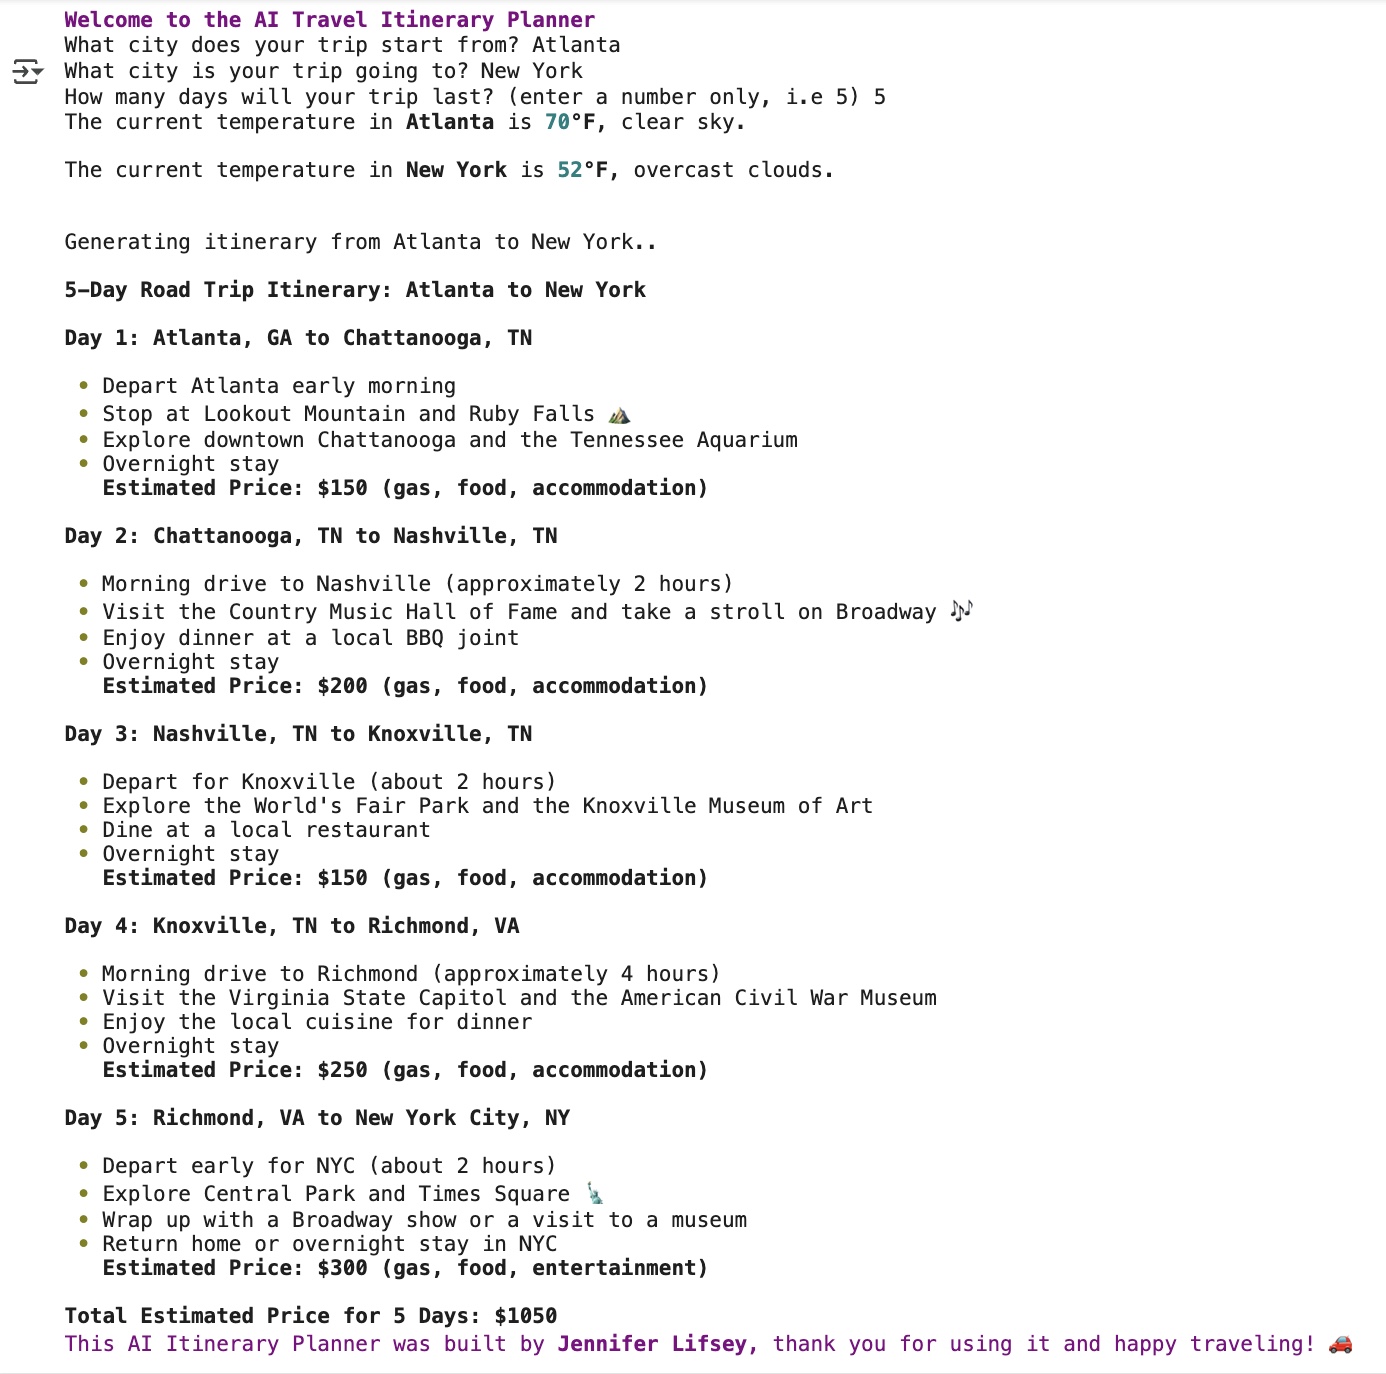 Welcome to the AI Travel Itinerary Planner
What city does your trip start from? Atlanta
What city is your trip going to? New York
How many days will your trip last? (enter a number only, i.e 5) 5
The current temperature in Atlanta is 70°F, clear sky.
The current temperature in New York is 52°F, overcast clouds.
Generating itinerary from Atlanta to New York..
5-Day Road Trip Itinerary: Atlanta to New York
Day 1: Atlanta, GA to Chattanooga, TN
• Depart Atlanta early morning
• Stop at Lookout Mountain and Ruby Falls ⛰️
• Explore downtown Chattanooga and the Tennessee Aquarium
• Overnight stay
Estimated Price: $150 (gas, food, accommodation)
Day 2: Chattanooga, TN to Nashville, TN
• Morning drive to Nashville (approximately 2 hours)
• Visit the Country Music Hall of Fame and take a stroll on Broadway 🎶
• Enjoy dinner at a local BBQ joint
• Overnight stay
Estimated Price: $200 (gas, food, accommodation)
Day 3: Nashville, TN to Knoxville, TN
• Depart for Knoxville (about 2 hours)
• Explore the World's Fair Park and the Knoxville Museum of Art
• Dine at a local restaurant
• Overnight stay
Estimated Price: $150 (gas, food, accommodation)
Day 4: Knoxville, TN to Richmond, VA
• Morning drive to Richmond (approximately 4 hours)
• Visit the Virginia State Capitol and the American Civil War Museum
• Enjoy the local cuisine for dinner
• Overnight stay
Estimated Price: $250 (gas, food, accommodation)
Day 5: Richmond, VA to New York City, NY
• Depart early for NYC (about 2 hours)
• Explore Central Park and Times Square 🗽
• Wrap up with a Broadway show or a visit to a museum
• Return home or overnight stay in NYC
Estimated Price: $300 (gas, food, entertainment)
Total Estimated Price for 5 Days: $1050
This AI Itinerary Planner was built by Jennifer Lifsey, thank you for using it and happy traveling! 🚗